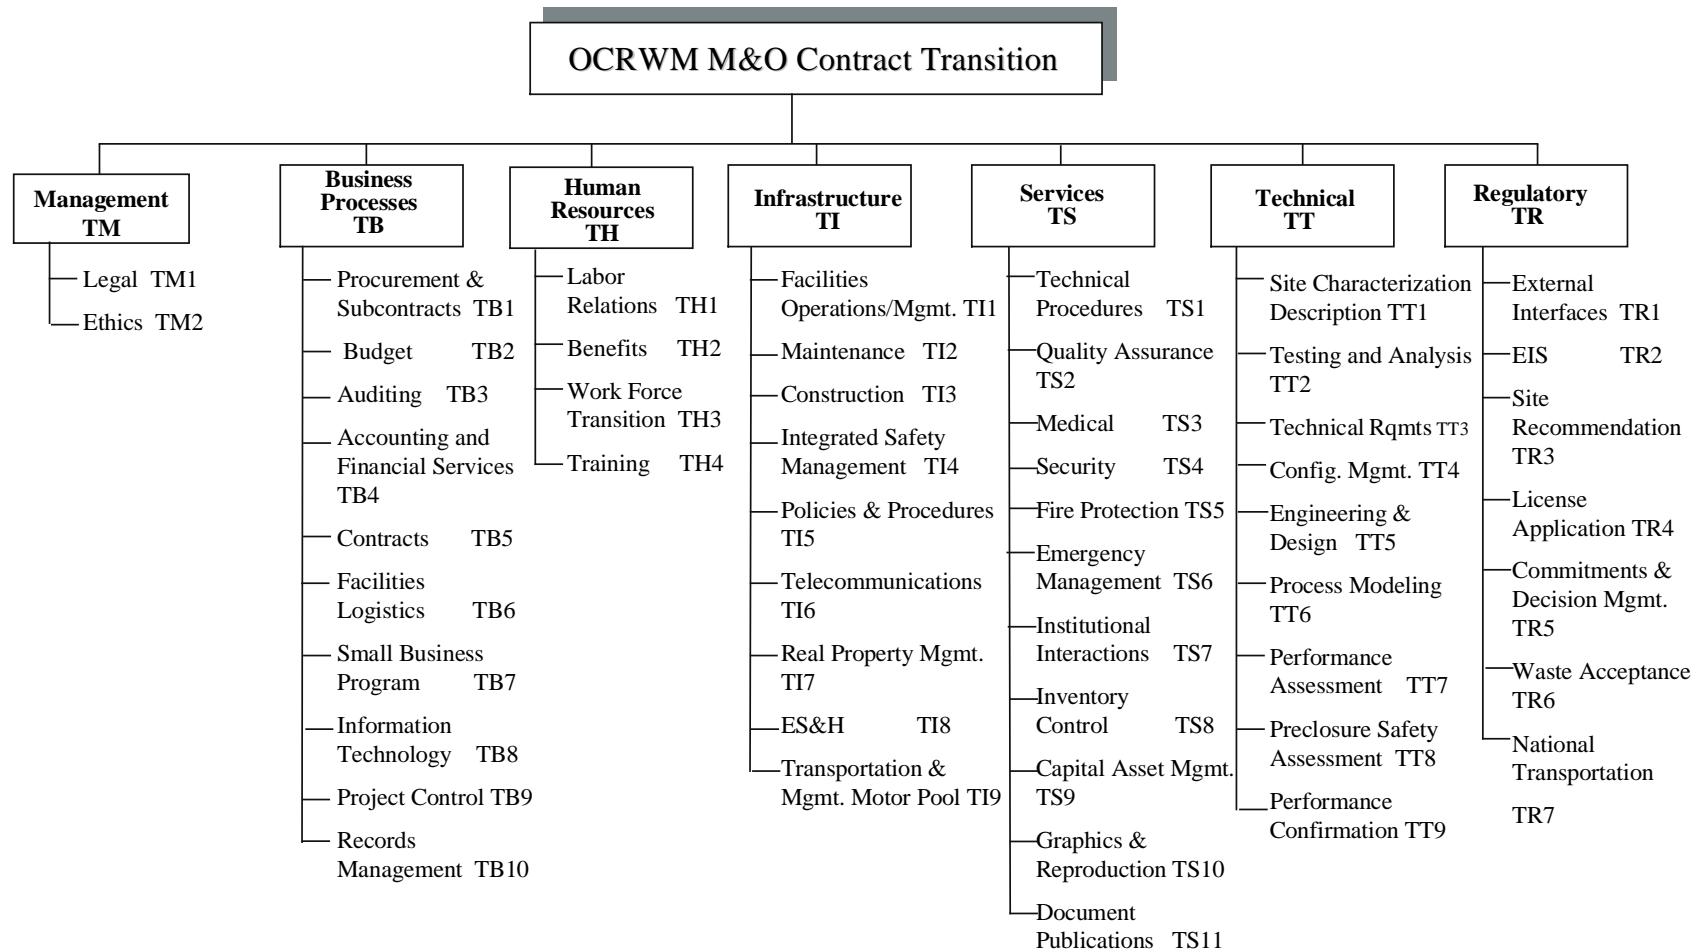 OCRWM M&O Contract Transition
Management
TM
Legal TM1
Ethics TM2
Business
Processes
TB
Procurement &
Subcontracts TB1
Budget TB2
Auditing TB3
Accounting and
Financial Services
TB4
Contracts TB5
Facilities
Logistics TB6
Small Business
Program TB7
Information
Technology TB8
Project Control TB9
Records
Management TB10
Human
Resources
TH
Labor
Relations TH1
Benefits TH2
Work Force
Transition TH3
Training TH4
Infrastructure
TI
Facilities
Operations/Mgmt. TI1
Maintenance TI2
Construction TI3
Integrated Safety
Management TI4
Policies & Procedures
TI5
Telecommunications
TI6
Real Property Mgmt.
TI7
ES&H TI8
Transportation &
Mgmt. Motor Pool TI9
Services
TS
Technical
Procedures TS1
Quality Assurance
TS2
Medical TS3
Security TS4
Fire Protection TS5
Emergency
Management TS6
Institutional
Interactions TS7
Inventory
Control TS8
Capital Asset Mgmt.
TS9
Graphics &
Reproduction TS10
Document
Publications TS11
Technical
TT
Site Characterization
Description TT1
Testing and Analysis
TT2
Technical Rqmts TT3
Config. Mgmt. TT4
Engineering &
Design TT5
Process Modeling
TT6
Performance
Assessment TT7
Preclosure Safety
Assessment TT8
Performance
Confirmation TT9
Regulatory
TR
External
Interfaces TR1
EIS TR2
Site
Recommendation
TR3
License
Application TR4
Commitments &
Decision Mgmt.
TR5
Waste Acceptance
TR6
National
Transportation
TR7